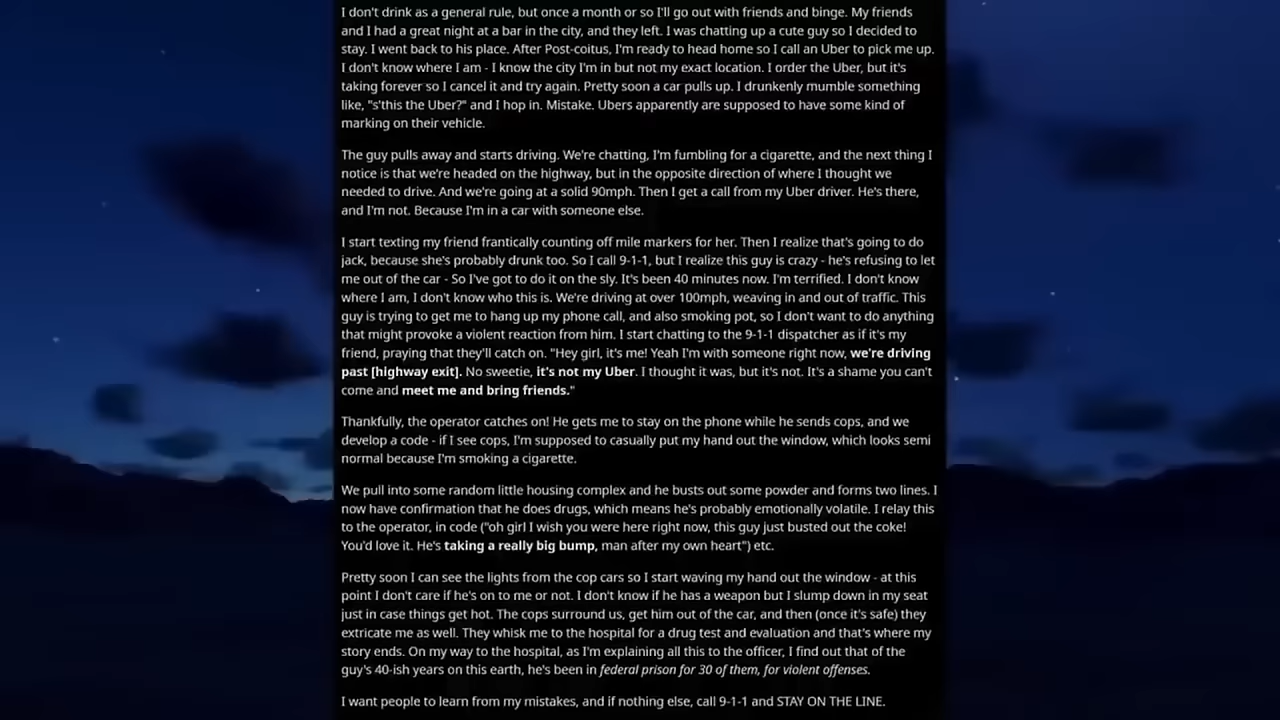 I don't drink as a general rule, but once a month or so I'll go out with friends and binge. My friends
and I had a great night at a bar in the city, and they left. I was chatting up a cute guy so I decided to
stay. I went back to his place. After Post-coitus, I'm ready to head home so I call an Uber to pick me up.
I don't know where I am - I know the city I'm in but not my exact location. I order the Uber, but it's
taking forever so I cancel it and try again. Pretty soon a car pulls up. I drunkenly mumble something
like, "s'this the Uber?" and I hop in. Mistake. Ubers apparently are supposed to have some kind of
marking on their vehicle.
The guy pulls away and starts driving. We're chatting, I'm fumbling for a cigarette, and the next thing I
notice is that we're headed on the highway, but in the opposite direction of where I thought we
needed to drive. And we're going at a solid 90mph. Then I get a call from my Uber driver. He's there,
and I'm not. Because I'm in a car with someone else.
I start texting my friend frantically counting off mile markers for her. Then I realize that's going to do
jack, because she's probably drunk too. So I call 9-1-1, but I realize this guy is crazy - he's refusing to let
me out of the car - So I've got to do it on the sly. It's been 40 minutes now. I'm terrified. I don't know
where I am, I don't know who this is. We're driving at over 100mph, weaving in and out of traffic. This
guy is trying to get me to hang up my phone call, and also smoking pot, so I don't want to do anything
that might provoke a violent reaction from him. I start chatting to the 9-1-1 dispatcher as if it's my
friend, praying that they'll catch on. "Hey girl, it's me! Yeah I'm with someone right now, we're driving
past [highway exit]. No sweetie, it's not my Uber. I thought it was, but it's not. It's a shame you can't
come and meet me and bring friends."
Thankfully, the operator catches on! He gets me to stay on the phone while he sends cops, and we
develop a code - if I see cops, I'm supposed to casually put my hand out the window, which looks semi
normal because I'm smoking a cigarette.
We pull into some random little housing complex and he busts out some powder and forms two lines. I
now have confirmation that he does drugs, which means he's probably emotionally volatile. I relay this
to the operator, in code ("oh girl I wish you were here right now, this guy just busted out the coke!
You'd love it. He's taking a really big bump, man after my own heart") etc.
Pretty soon I can see the lights from the cop cars so I start waving my hand out the window - at this
point I don't care if he's on to me or not. I don't know if he has a weapon but I slump down in my seat
just in case things get hot. The cops surround us, get him out of the car, and then (once it's safe) they
extricate me as well. They whisk me to the hospital for a drug test and evaluation and that's where my
story ends. On my way to the hospital, as I'm explaining all this to the officer, I find out that of the
guy's 40-ish years on this earth, he's been in federal prison for 30 of them, for violent offenses.
I want people to learn from my mistakes, and if nothing else, call 9-1-1 and STAY ON THE LINE.